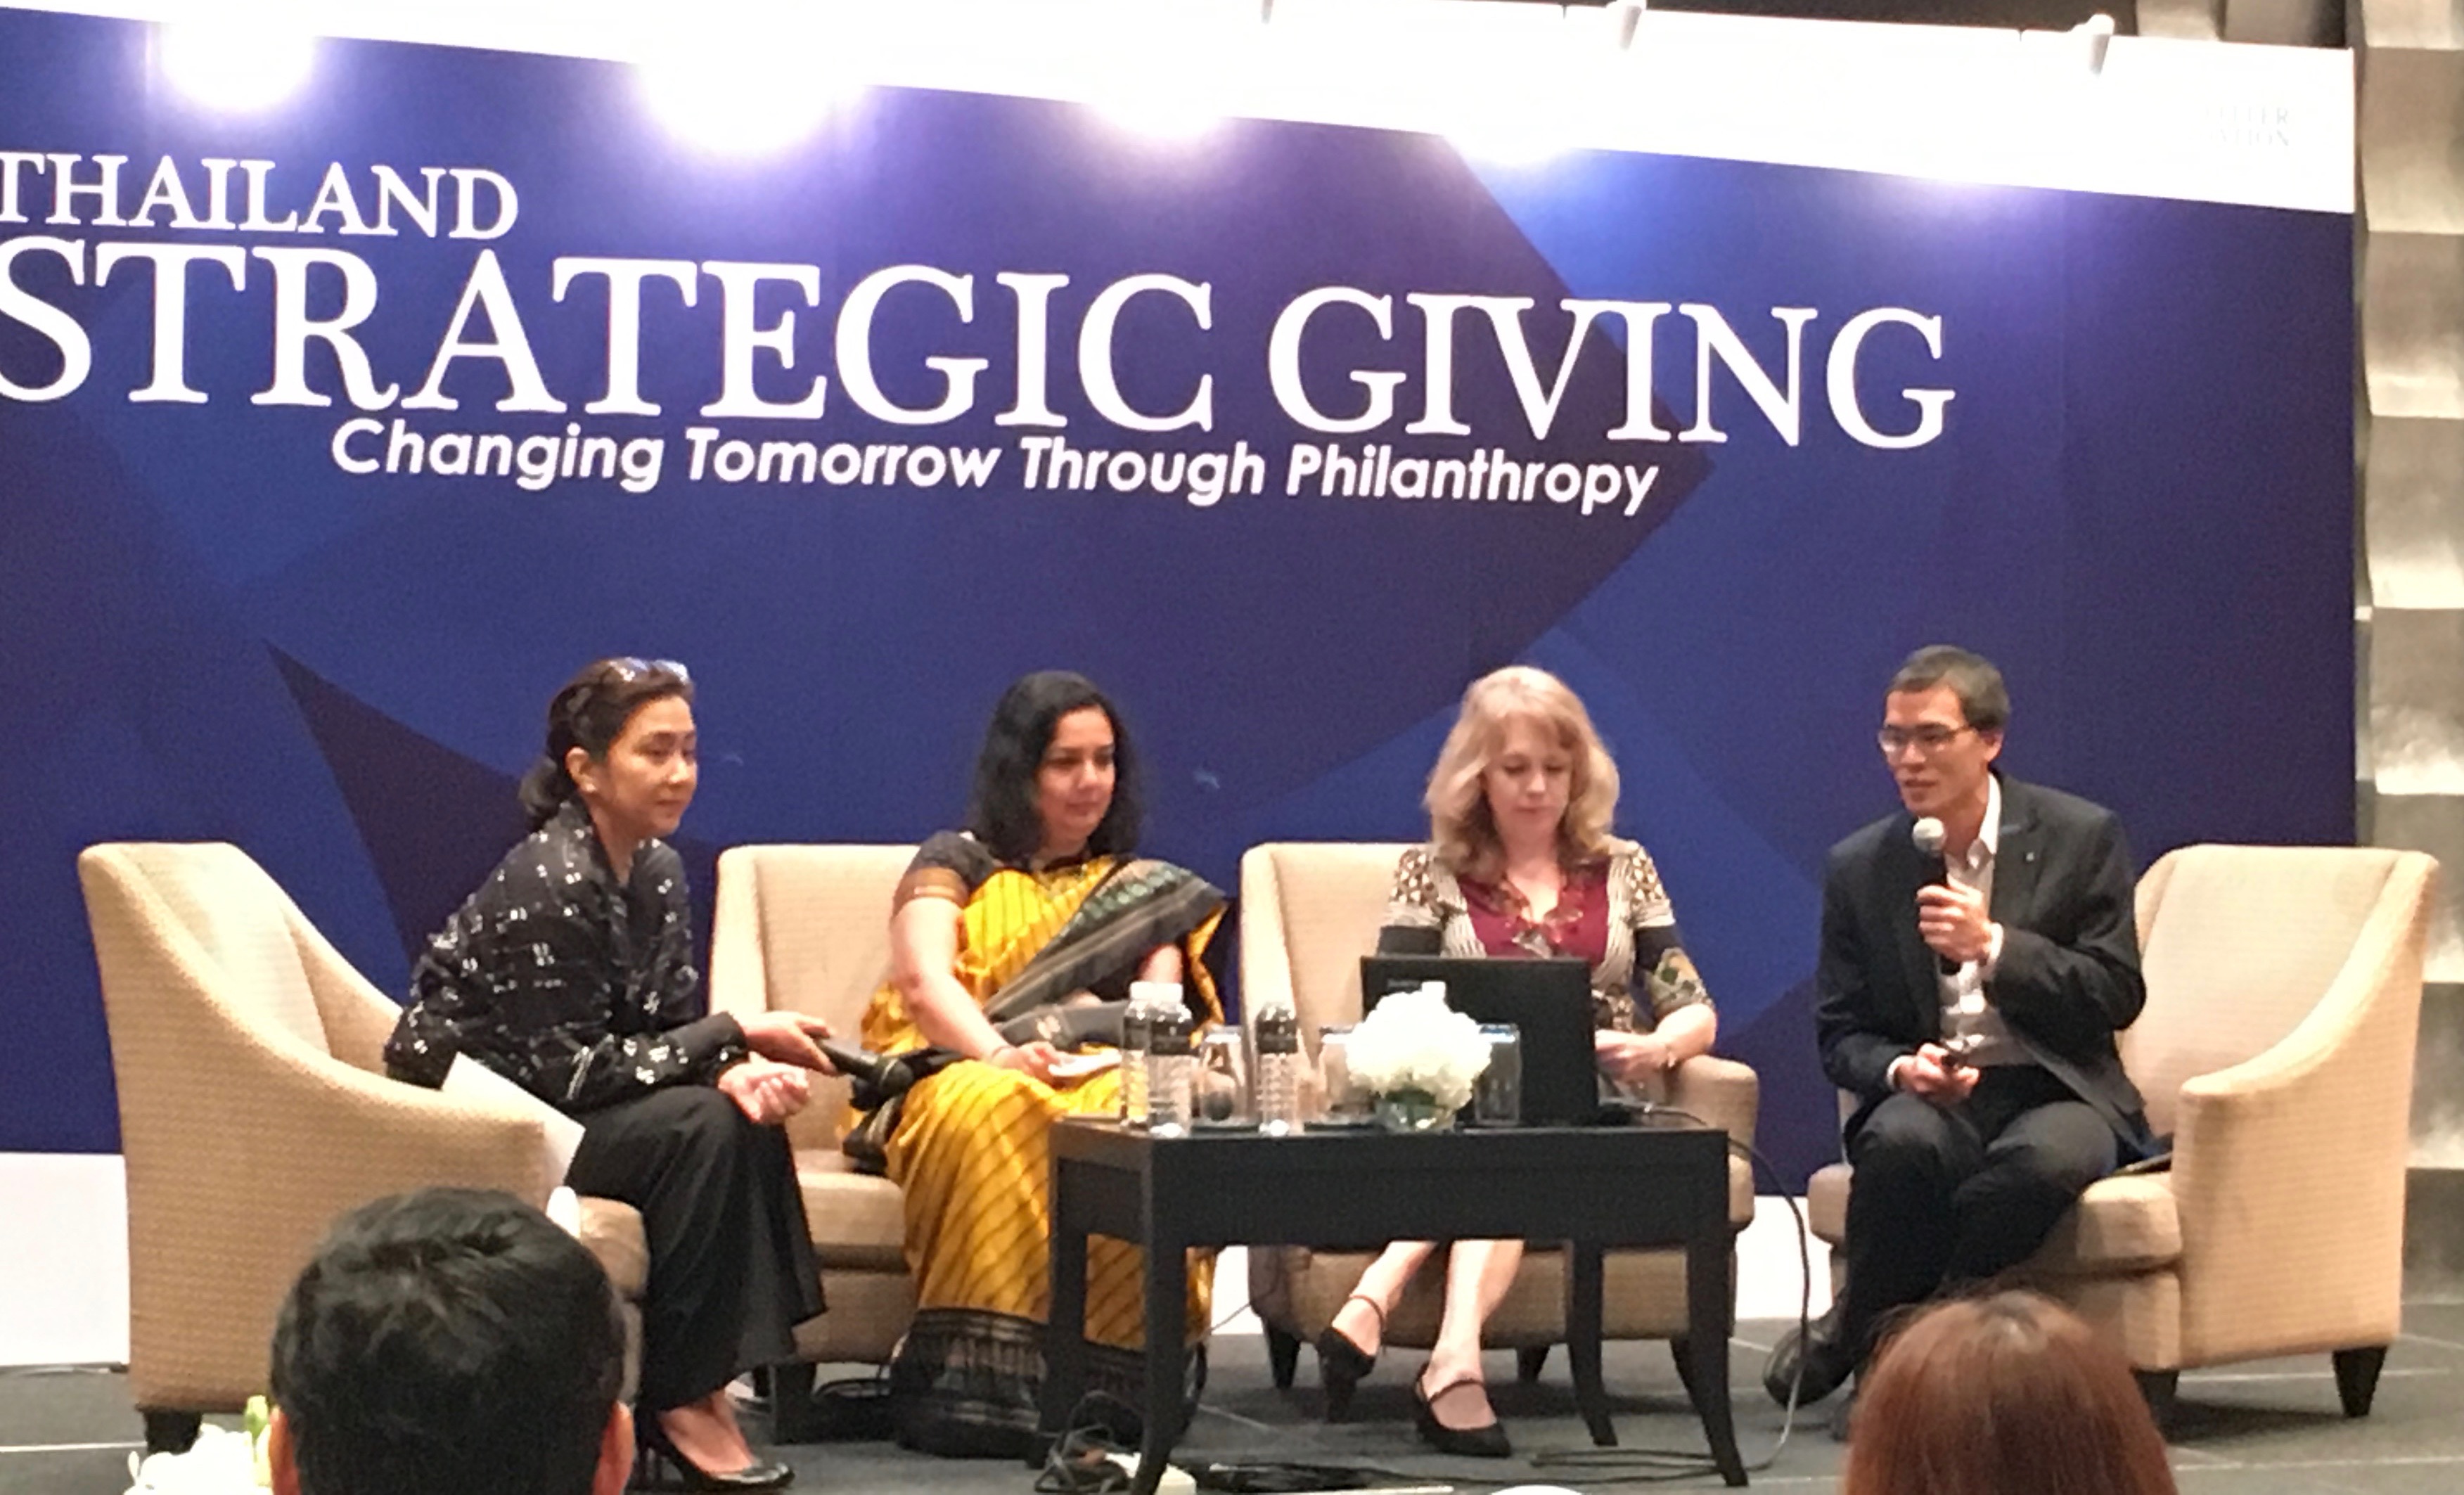 THAILAND
STRATEGIC GIVING
Changing Tomorrow Through Philanthropy